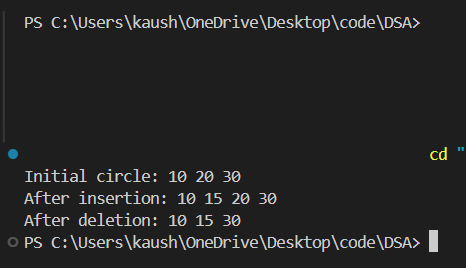 PS C:\Users\kaush\OneDrive\Desktop\code\DSA>
cd "
Initial circle: 10 20 30
After insertion: 10 15 20 30
After deletion: 10 15 30
PS C:\Users\kaush\OneDrive\Desktop\code\DSA>